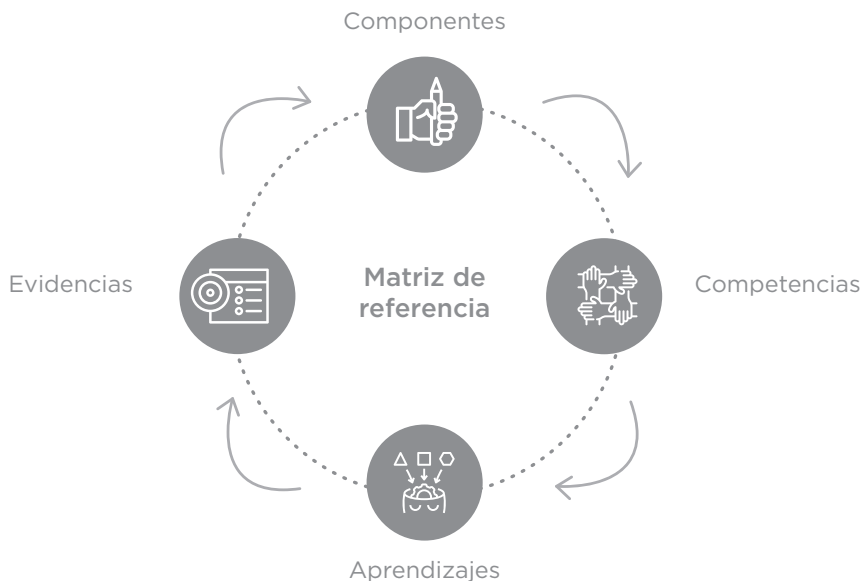 Componentes
Evidencias
Matriz de
referencia
Competencias
Aprendizajes